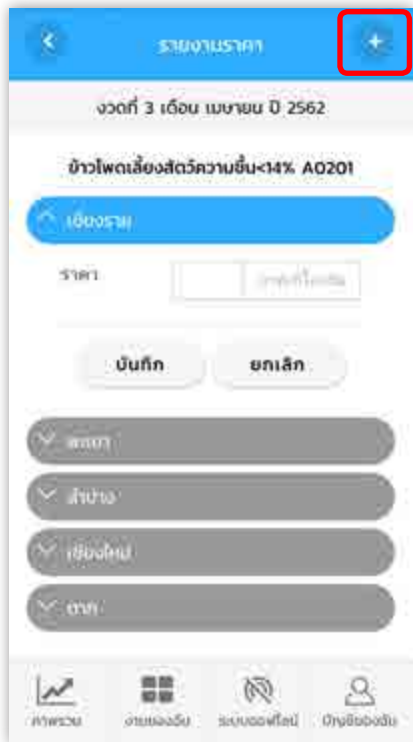 รายงานราคา
งวดที่ 3 เดือน เมษายน ปี 2562
ข้าวโพดเลี้ยงสัตว์ความชื้น<14% A0201
เชียงราย
ราคา
บันทึก ยกเลิก
พะเยา
ลำปาง
เชียงใหม่
ตาก
ภาพรวม งานของฉัน ระบบออฟไลน์ บัญชีของฉัน